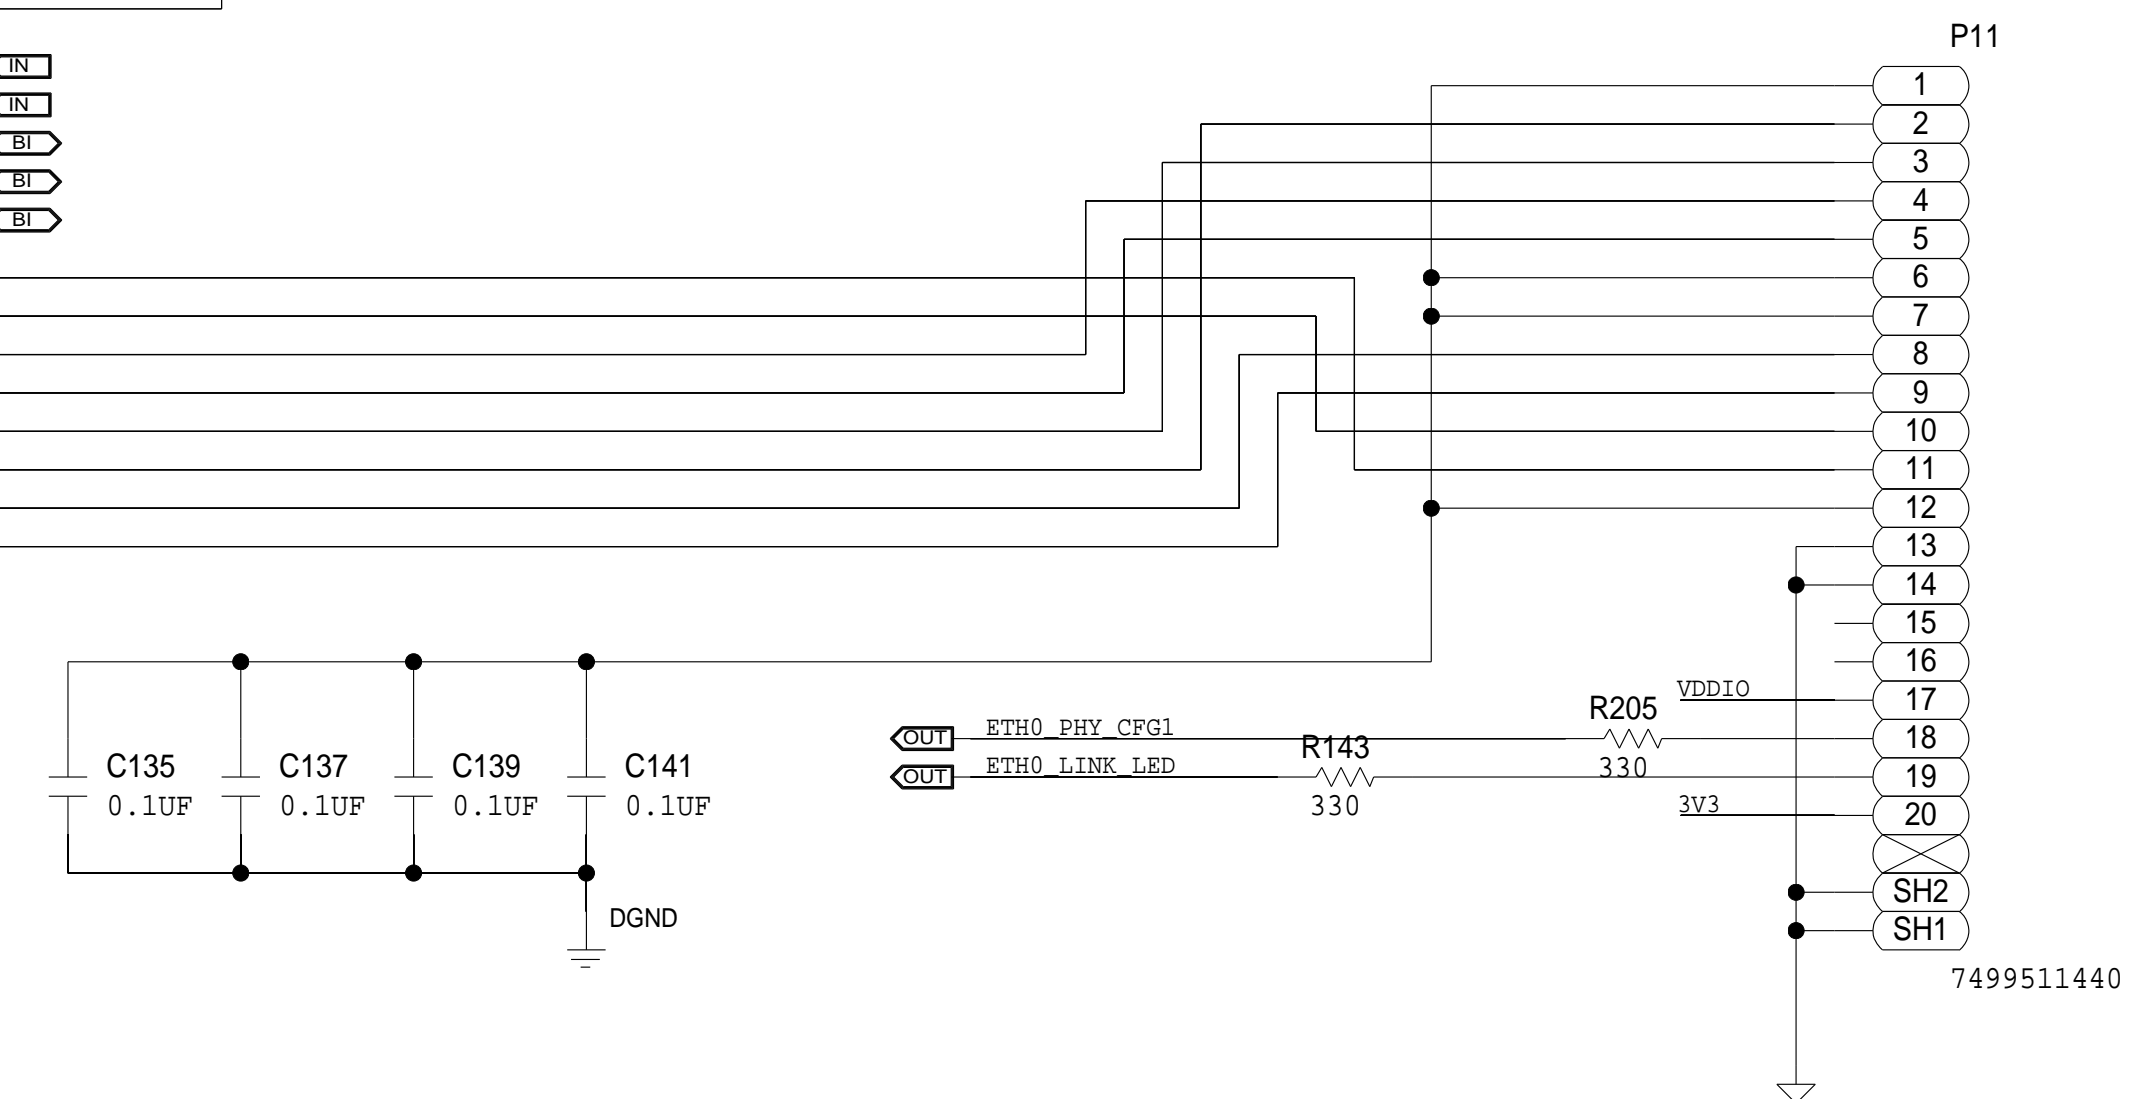 P11
IN
1
IN
2
BI
3
BI
4
BI
5
6
7
8
9
10
11
12
13
14
15
16
VDDIO
17
R205
ETH0_PHY_CFG1
OUT
18
R143
330
ETH0_LINK_LED
OUT
19
C135
C137
C139
C141
0.1UF
0.1UF
0.1UF
0.1UF
330
3V3
20
SH2
DGND
SH1
7499511440